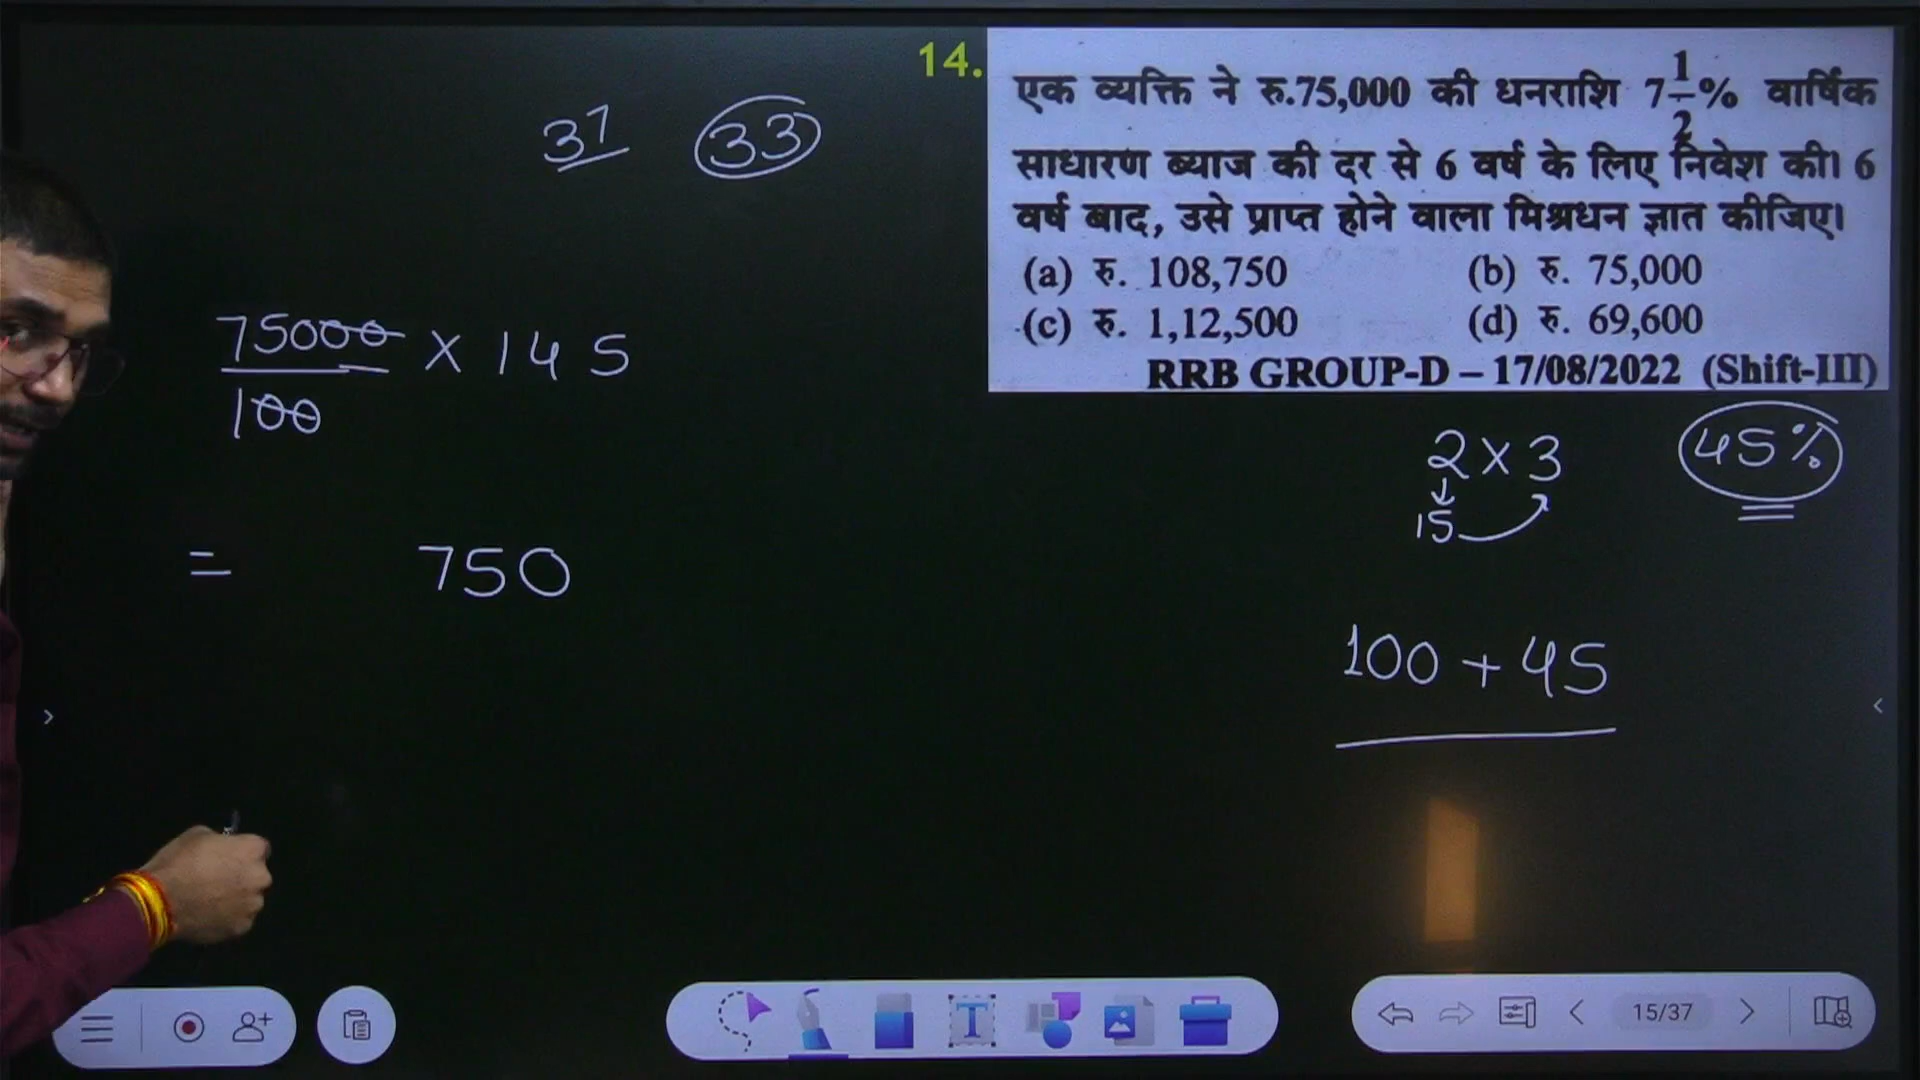 14.
एक व्यक्ति ने रु.75,000 की धनराशि 7 1/2 % वार्षिक
साधारण ब्याज की दर से 6 वर्ष के लिए निवेश की। 6
वर्ष बाद, उसे प्राप्त होने वाला मिश्रधन ज्ञात कीजिए।
(a) रु. 108,750 (b) रु. 75,000
(c) रु. 1,12,500 (d) रु. 69,600
RRB GROUP-D – 17/08/2022 (Shift-III)
37 33
75000/100 × 145
= 750
2 × 3 45%
15
100 + 45
T
15/37